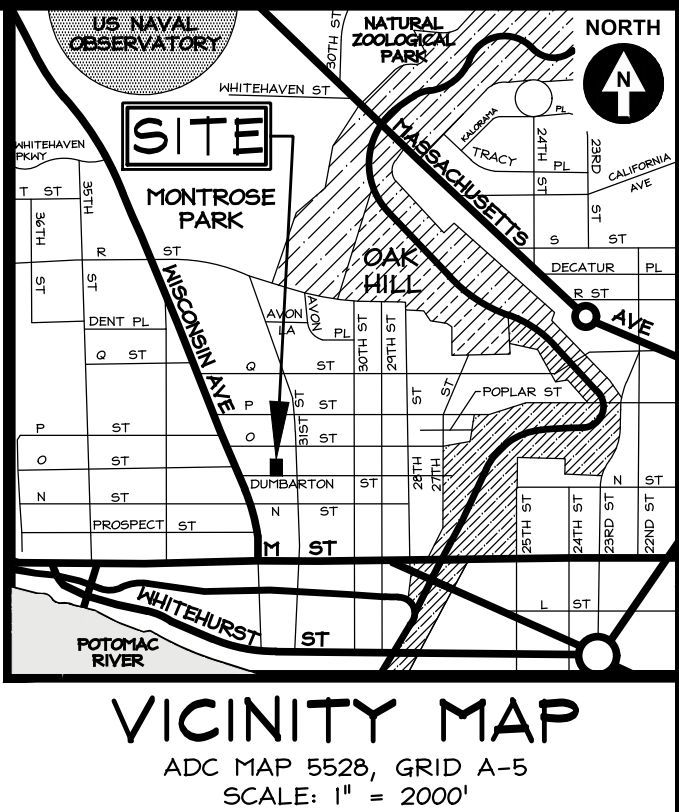 US NAVAL
OBSERVATORY
30TH ST
NATURAL
ZOOLOGICAL
PARK
NORTH
N
WHITEHAVEN ST
SITE
KALORAMA
PL
MASSACHUSETTS
AVE
TRACY
PL
24TH
ST
23RD
ST
CALIFORNIA
AVE
WHITEHAVEN
PKWY
T ST
35TH
ST
36TH
ST
MONTROSE
PARK
OAK
HILL
S ST
DECATUR PL
R ST
R ST
WISCONSIN AVE
AVON
LA
AVON
PL
30TH ST
29TH ST
DENT PL
Q ST
Q ST
ST
ST
POPLAR ST
P ST
31ST
ST
P ST
O ST
O ST
28TH
27TH
DUMBARTON ST
N ST
N ST
N ST
PROSPECT ST
25TH ST
24TH ST
23RD ST
22ND ST
M ST
L ST
WHITEHURST ST
POTOMAC
RIVER
VICINITY MAP
ADC MAP 5528, GRID A-5
SCALE: 1" = 2000'